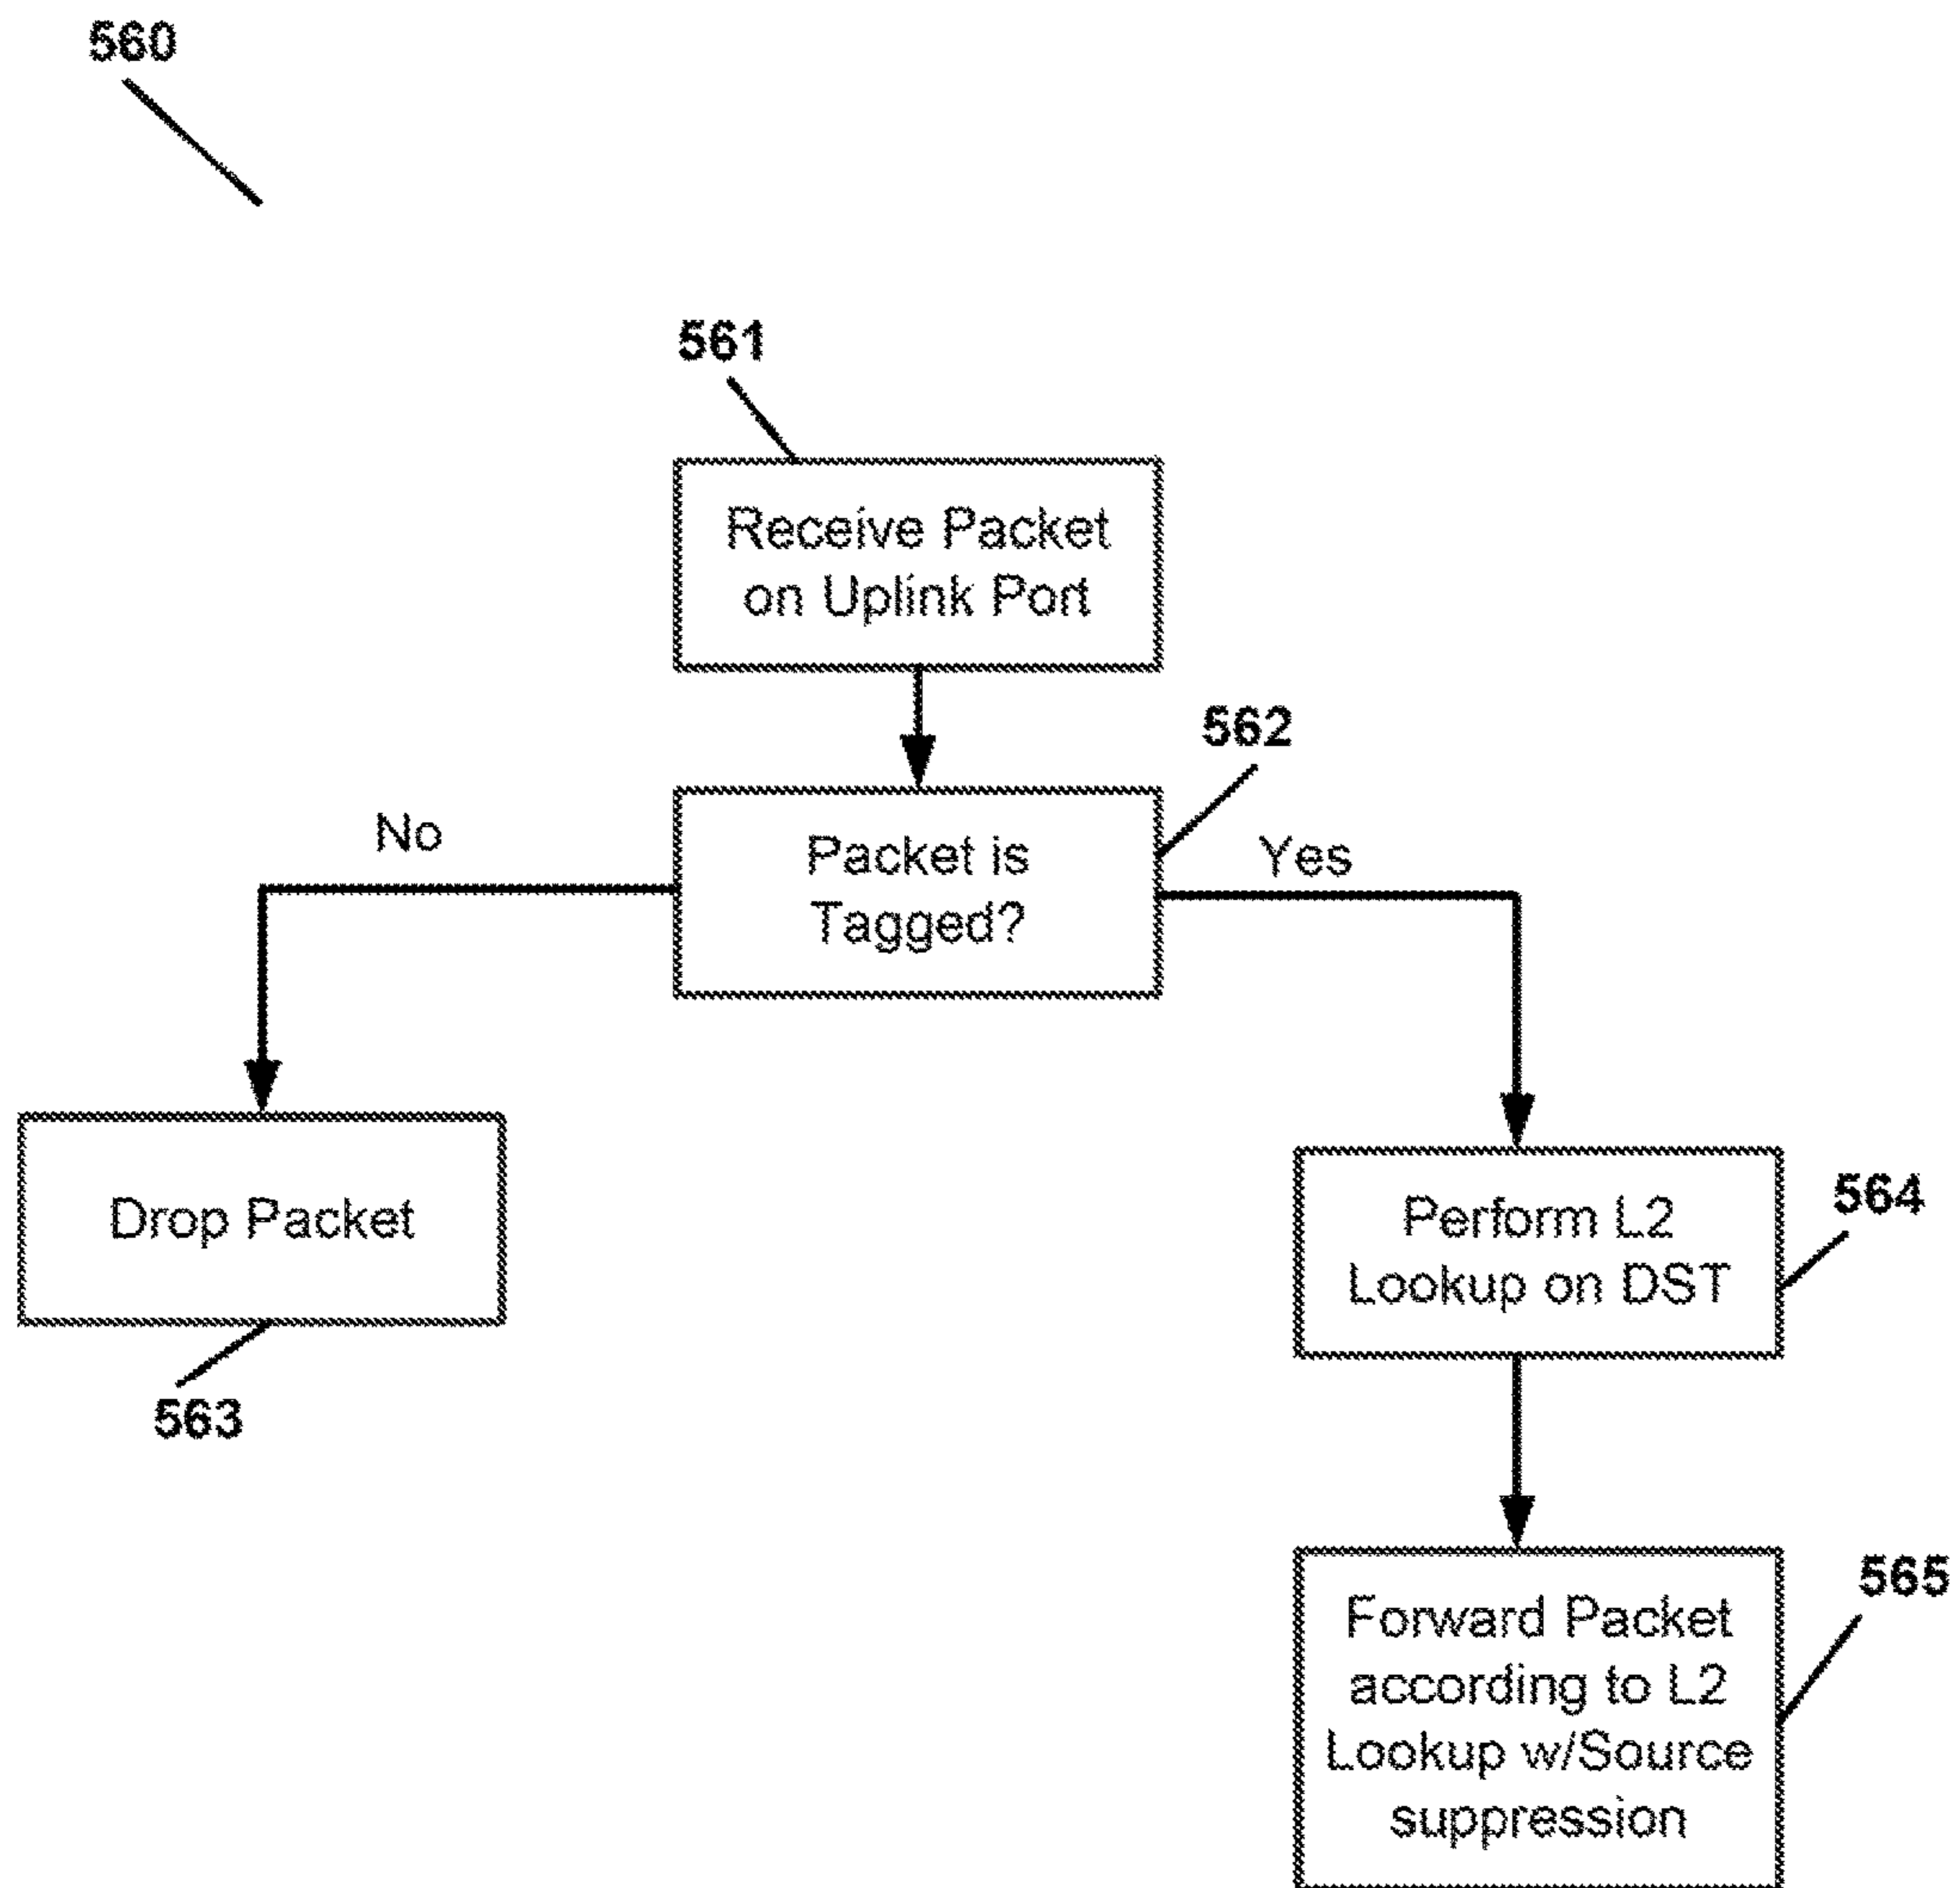 560
561
Receive Packet
on Uplink Port
562
No
Packet is
Tagged?
Yes
Drop Packet
563
Perform L2
Lookup on DST
564
Forward Packet
according to L2
Lookup w/Source
suppression
565